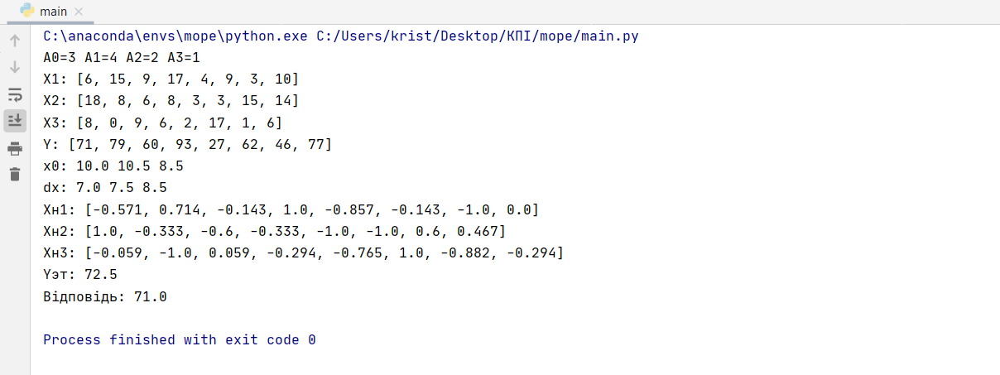 main
C:\anaconda\envs\mope\python.exe C:/Users/krist/Desktop/КПІ/mope/main.py
A0=3 A1=4 A2=2 A3=1
X1: [6, 15, 9, 17, 4, 9, 3, 10]
X2: [18, 8, 6, 8, 3, 3, 15, 14]
X3: [8, 0, 9, 6, 2, 17, 1, 6]
Y: [71, 79, 60, 93, 27, 62, 46, 77]
x0: 10.0 10.5 8.5
dx: 7.0 7.5 8.5
Xн1: [-0.571, 0.714, -0.143, 1.0, -0.857, -0.143, -1.0, 0.0]
Xн2: [1.0, -0.333, -0.6, -0.333, -1.0, -1.0, 0.6, 0.467]
Xн3: [-0.059, -1.0, 0.059, -0.294, -0.765, 1.0, -0.882, -0.294]
Yэт: 72.5
Відповідь: 71.0
Process finished with exit code 0